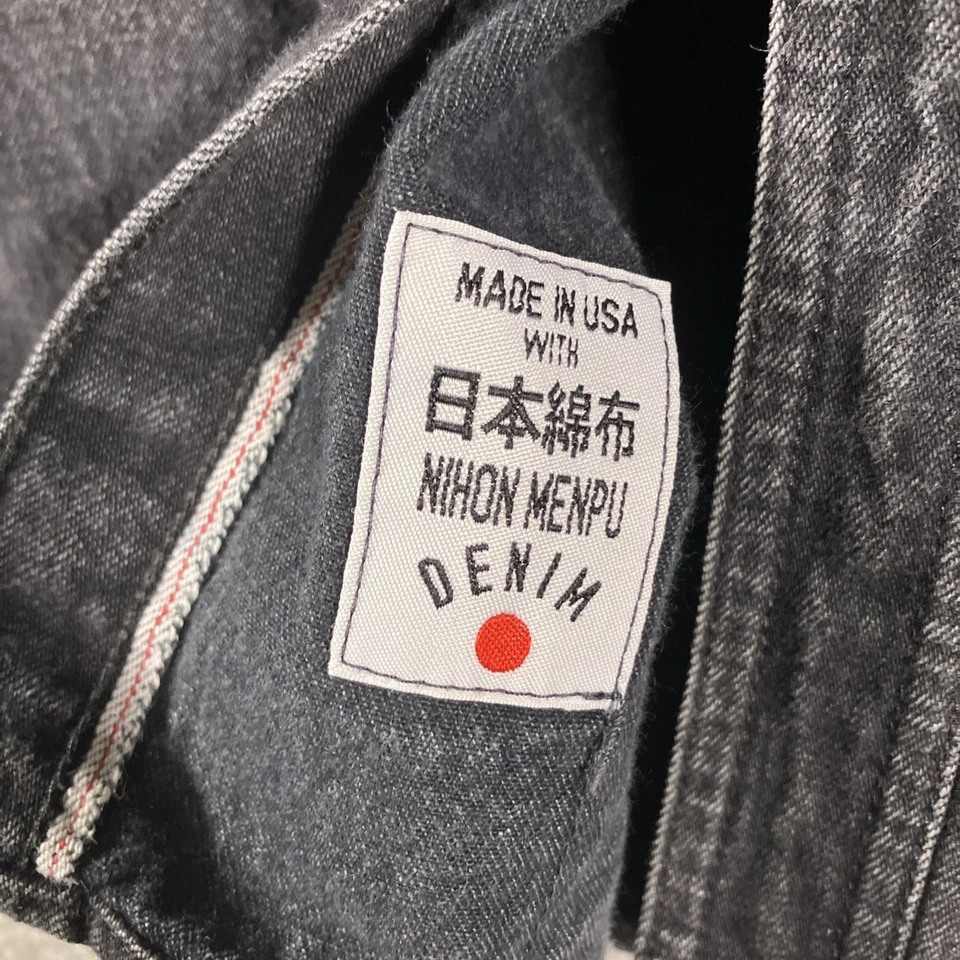 MADE IN USA
WITH
日本綿布
NIHON MENPU
DENIM